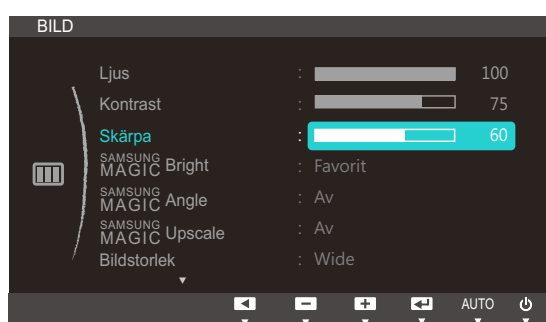 BILD
Ljus : 100
Kontrast : 75
Skärpa : 60
SAMSUNG MAGIC Bright : Favorit
SAMSUNG MAGIC Angle : Av
SAMSUNG MAGIC Upscale : Av
Bildstorlek : Wide
AUTO